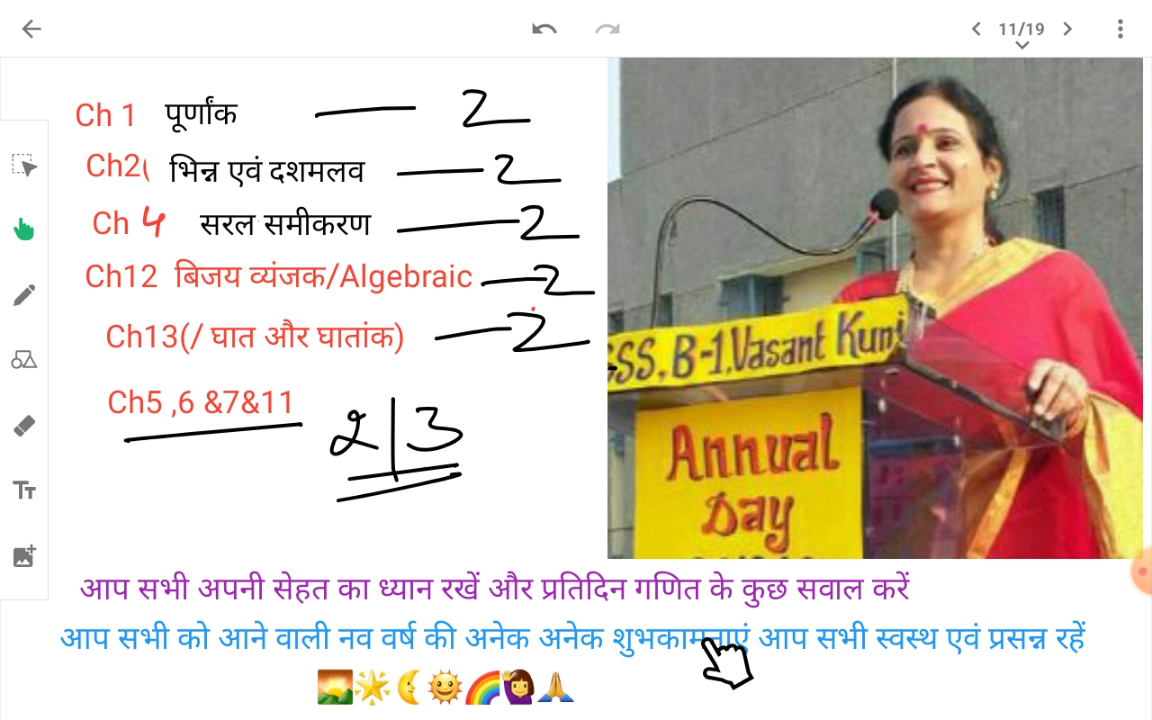 11/19
Ch 1 पूर्णांक — 2
Ch2( भिन्न एवं दशमलव — 2
Ch 4 सरल समीकरण — 2
Ch12 बिजय व्यंजक/Algebraic — 2
Ch13(/ घात और घातांक) — 2
Ch5 ,6 &7&11
2|3
SS, B-1, Vasant Kunj
Annual
Day
आप सभी अपनी सेहत का ध्यान रखें और प्रतिदिन गणित के कुछ सवाल करें
आप सभी को आने वाली नव वर्ष की अनेक अनेक शुभकामनाएं आप सभी स्वस्थ एवं प्रसन्न रहें